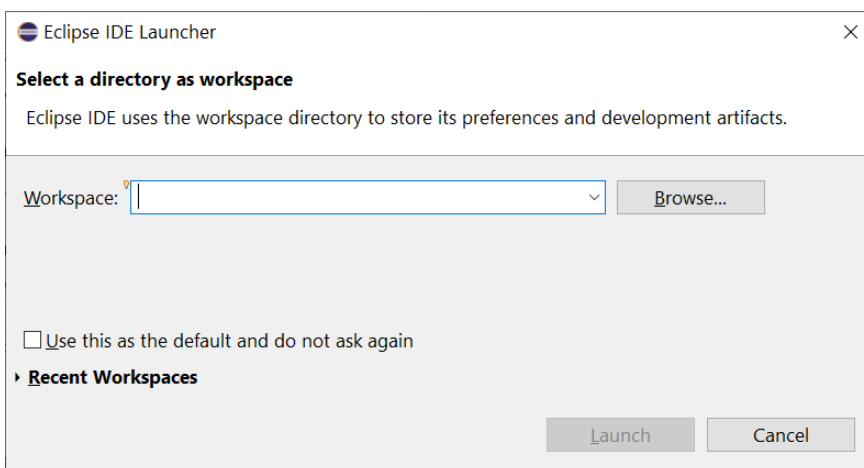 Eclipse IDE Launcher
Select a directory as workspace
Eclipse IDE uses the workspace directory to store its preferences and development artifacts.
Workspace: Browse...
Use this as the default and do not ask again
Recent Workspaces
Launch Cancel